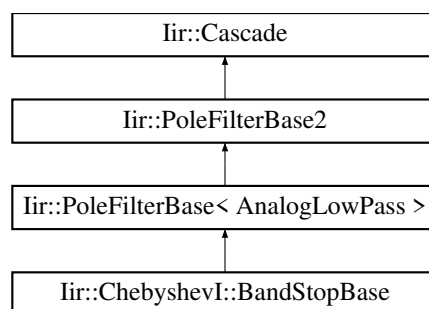 Iir::Cascade
Iir::PoleFilterBase2
Iir::PoleFilterBase< AnalogLowPass >
Iir::ChebyshevI::BandStopBase